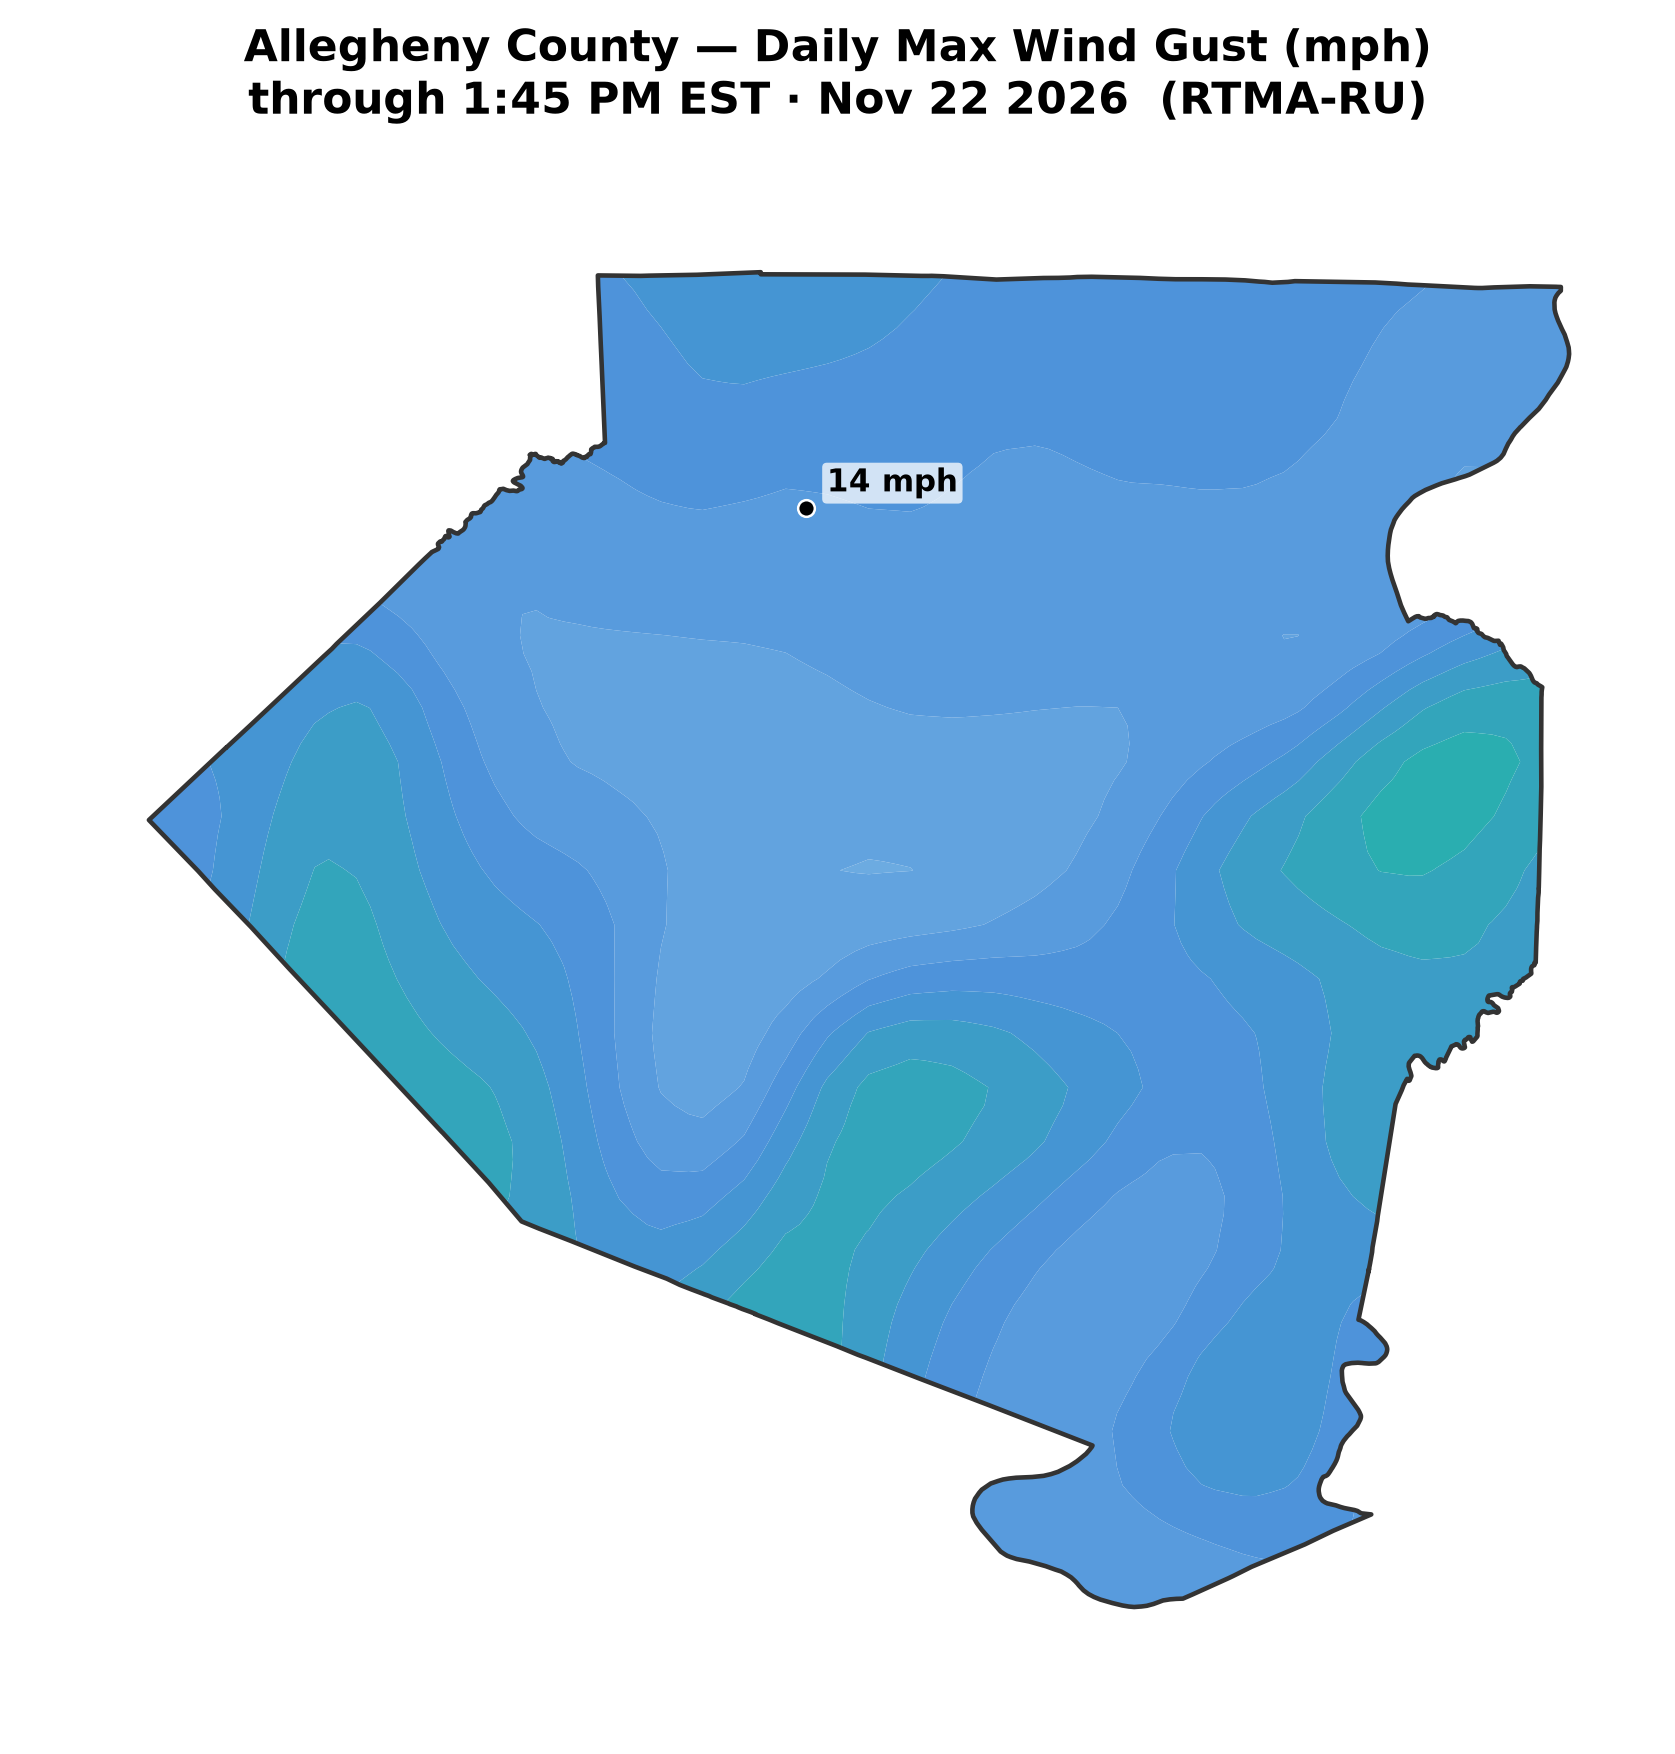 Allegheny County — Daily Max Wind Gust (mph)
through 1:45 PM EST · Nov 22 2026 (RTMA-RU)
14 mph